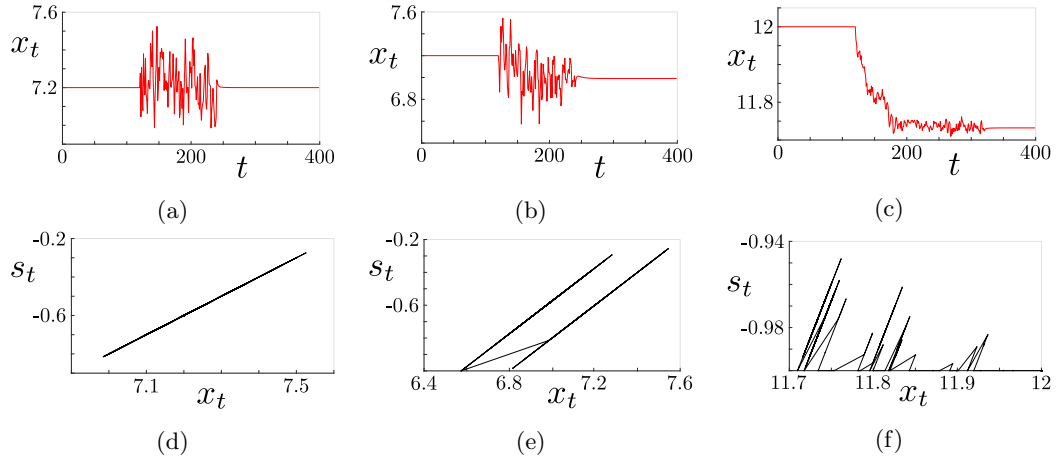 7.6
x_t
7.2
0
200
400
t
(a)
7.6
x_t
6.8
0
200
400
t
(b)
12
x_t
11.8
0
200
400
t
(c)
-0.2
s_t
-0.6
7.1
7.5
x_t
(d)
-0.2
s_t
-0.6
6.4
6.8
7.2
7.6
x_t
(e)
-0.94
s_t
-0.98
11.7
11.8
11.9
12
x_t
(f)